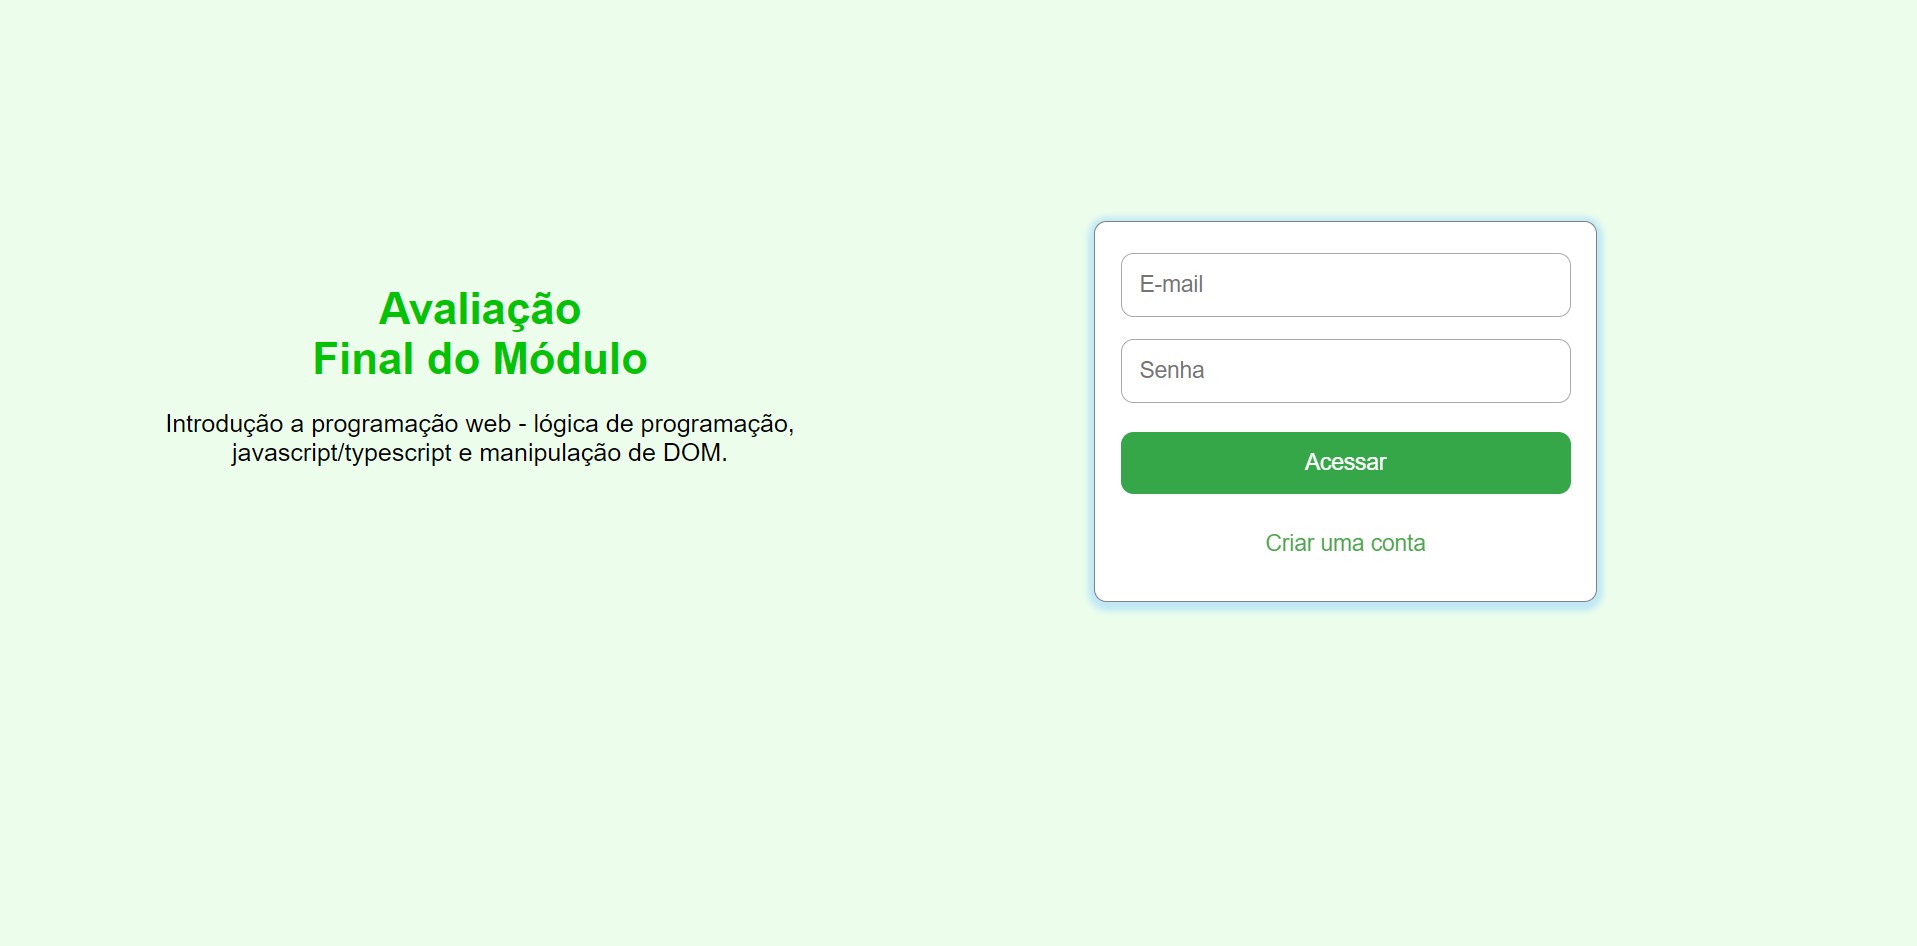 Avaliação
Final do Módulo
Introdução a programação web - lógica de programação,
javascript/typescript e manipulação de DOM.
E-mail
Senha
Acessar
Criar uma conta